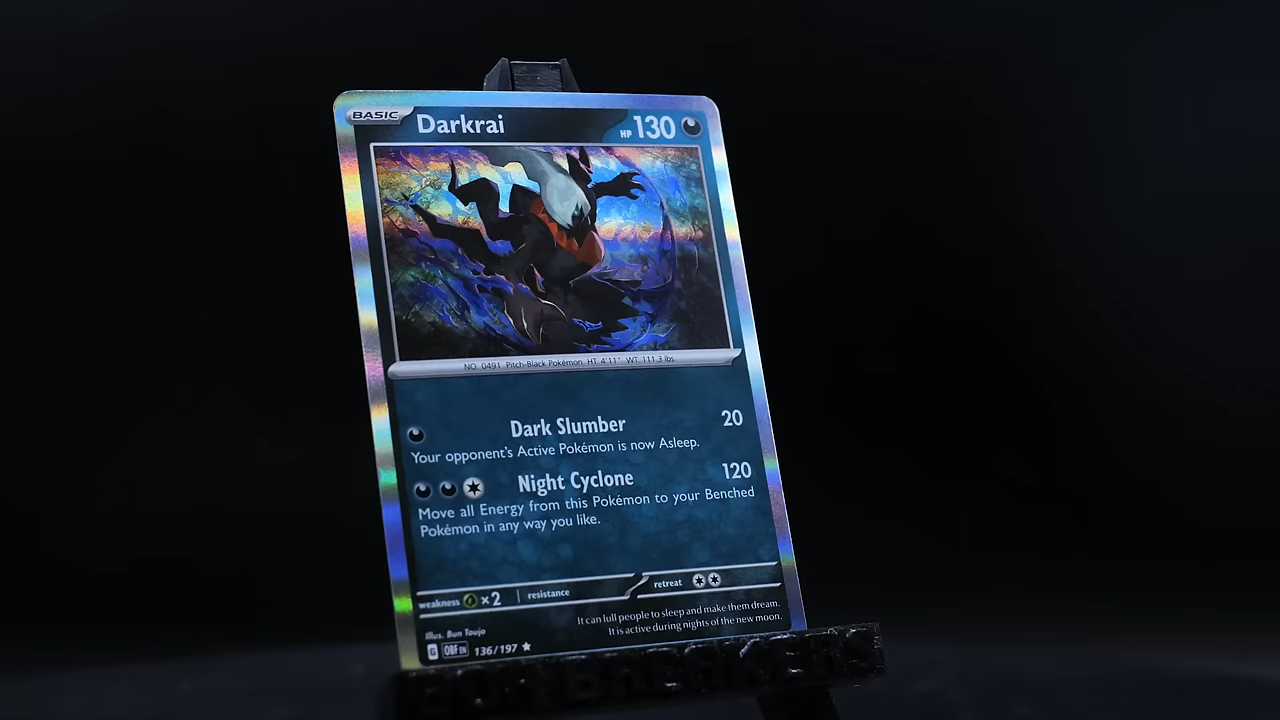 BASIC Darkrai HP 130
NO. 0491 Pitch-Black Pokémon HT. 4'11" WT. 111.3 lbs
Dark Slumber 20
Your opponent's Active Pokémon is now Asleep.
Night Cyclone 120
Move all Energy from this Pokémon to your Benched
Pokémon in any way you like.
weakness ×2 resistance retreat
It can lull people to sleep and make them dream.
It is active during nights of the new moon.
Illus. Bun Toujo
G OBF EN 136/197